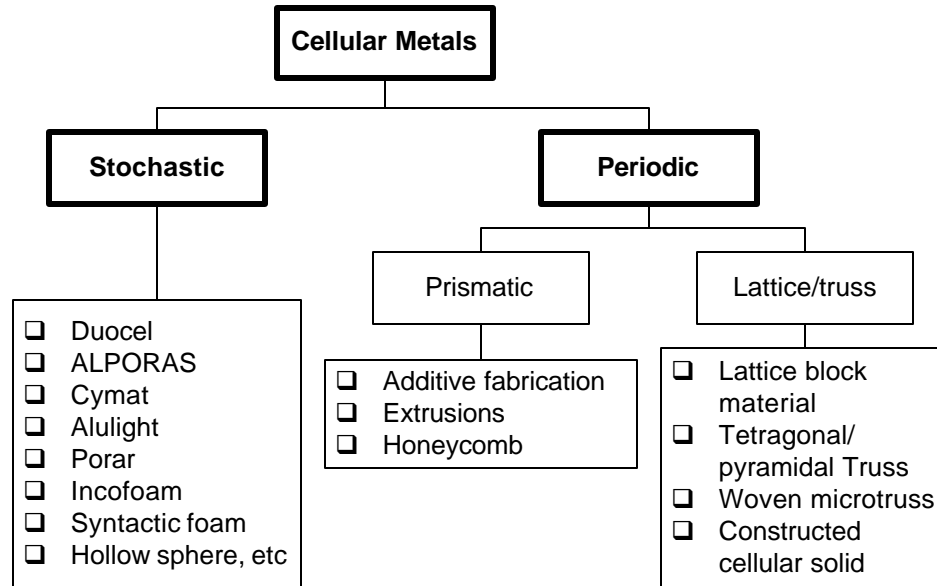 Cellular Metals
Stochastic
Periodic
Prismatic
Lattice/truss
❑ Duocel
❑ ALPORAS
❑ Cymat
❑ Alulight
❑ Porar
❑ Incofoam
❑ Syntactic foam
❑ Hollow sphere, etc
❑ Additive fabrication
❑ Extrusions
❑ Honeycomb
❑ Lattice block
material
❑ Tetragonal/
pyramidal Truss
❑ Woven microtruss
❑ Constructed
cellular solid